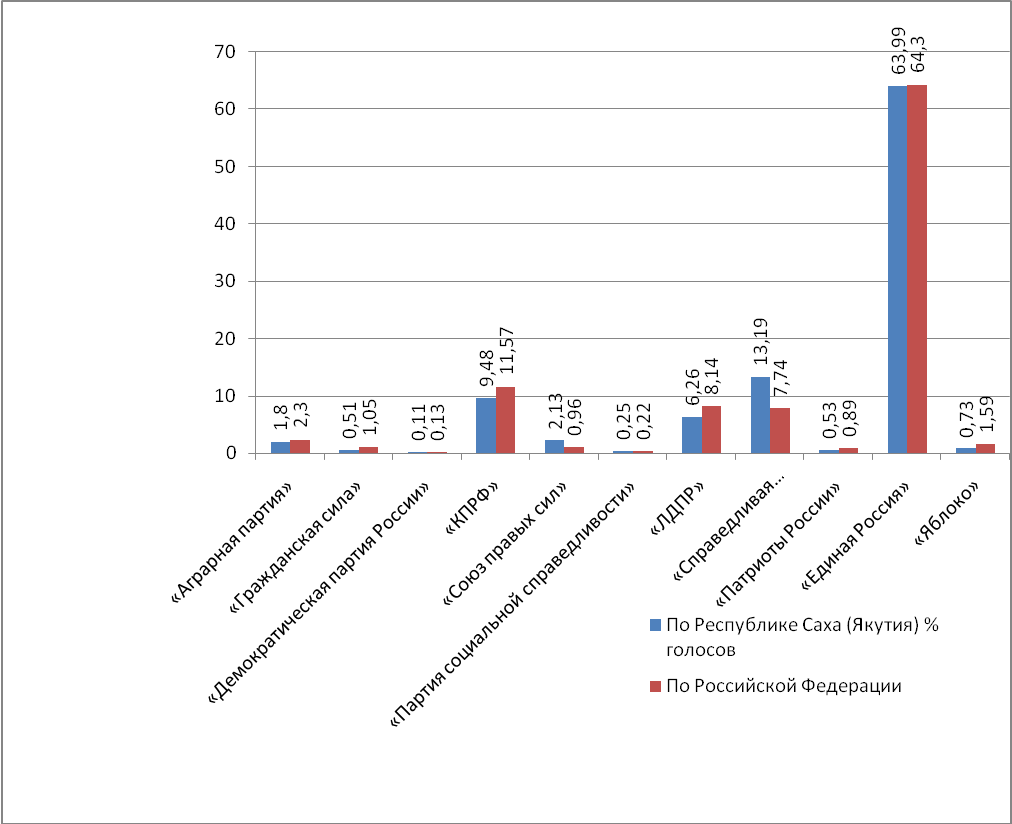 70
60
50
40
30
20
10
0
1,8
2,3
0,51
1,05
0,11
0,13
9,48
11,57
2,13
0,96
0,25
0,22
6,26
8,14
13,19
7,74
0,53
0,89
63,99
64,3
0,73
1,59
«Аграрная партия»
«Гражданская сила»
«Демократическая партия России»
«КПРФ»
«Союз правых сил»
«Партия социальной справедливости»
«ЛДПР»
«Справедливая...
«Патриоты России»
«Единая Россия»
«Яблоко»
По Республике Саха (Якутия) %
голосов
По Российской Федерации